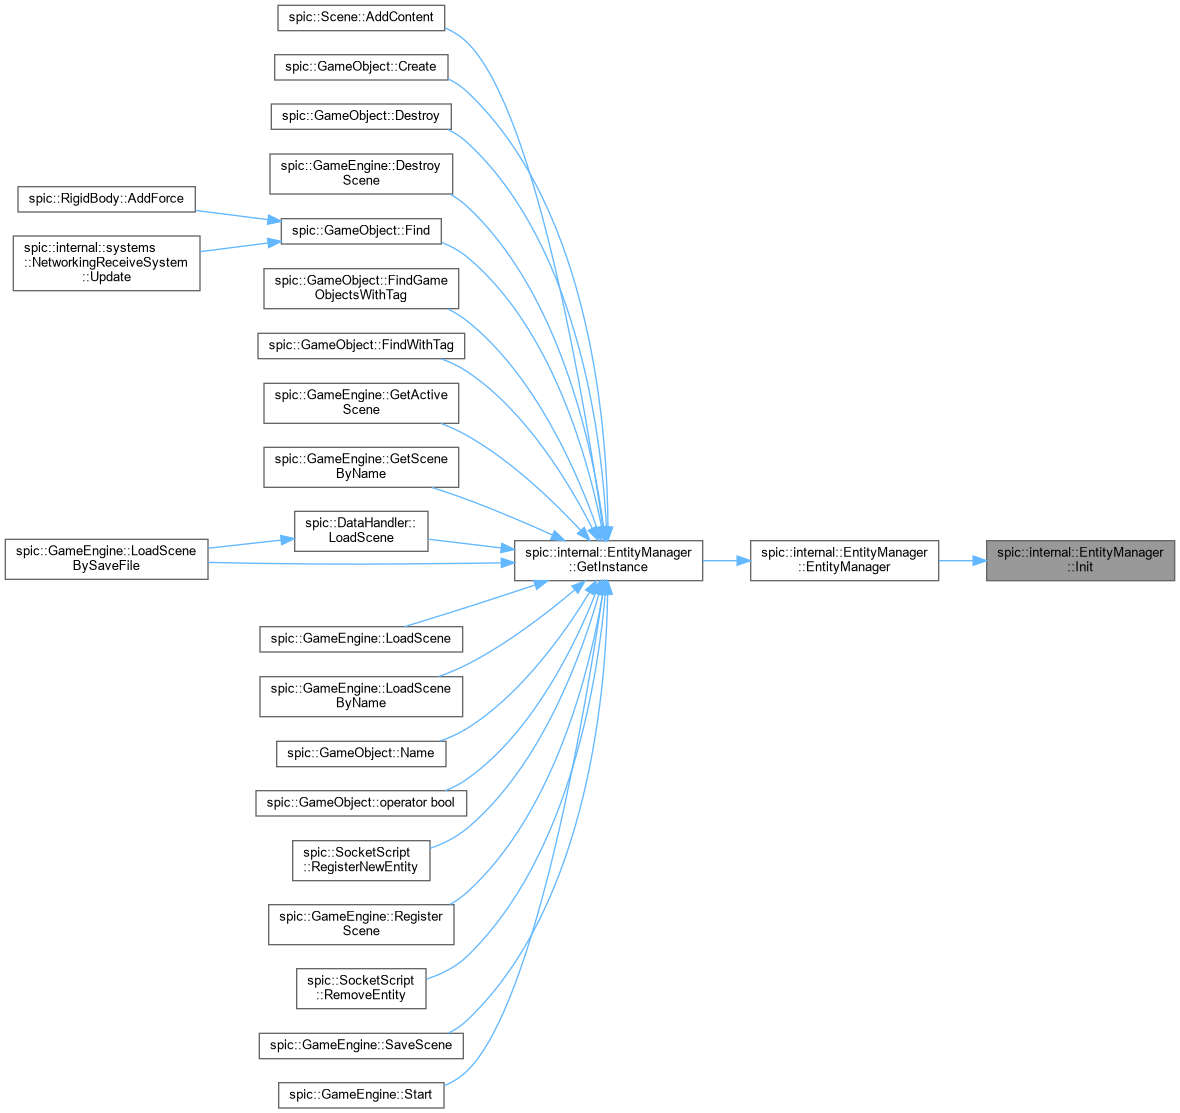 spic::Scene::AddContent
spic::GameObject::Create
spic::GameObject::Destroy
spic::GameEngine::Destroy
Scene
spic::RigidBody::AddForce
spic::GameObject::Find
spic::internal::systems
::NetworkingReceiveSystem
::Update
spic::GameObject::FindGame
ObjectsWithTag
spic::GameObject::FindWithTag
spic::GameEngine::GetActive
Scene
spic::GameEngine::GetScene
ByName
spic::DataHandler::
LoadScene
spic::GameEngine::LoadScene
BySaveFile
spic::internal::EntityManager
::GetInstance
spic::internal::EntityManager
::EntityManager
spic::internal::EntityManager
::Init
spic::GameEngine::LoadScene
spic::GameEngine::LoadScene
ByName
spic::GameObject::Name
spic::GameObject::operator bool
spic::SocketScript
::RegisterNewEntity
spic::GameEngine::Register
Scene
spic::SocketScript
::RemoveEntity
spic::GameEngine::SaveScene
spic::GameEngine::Start